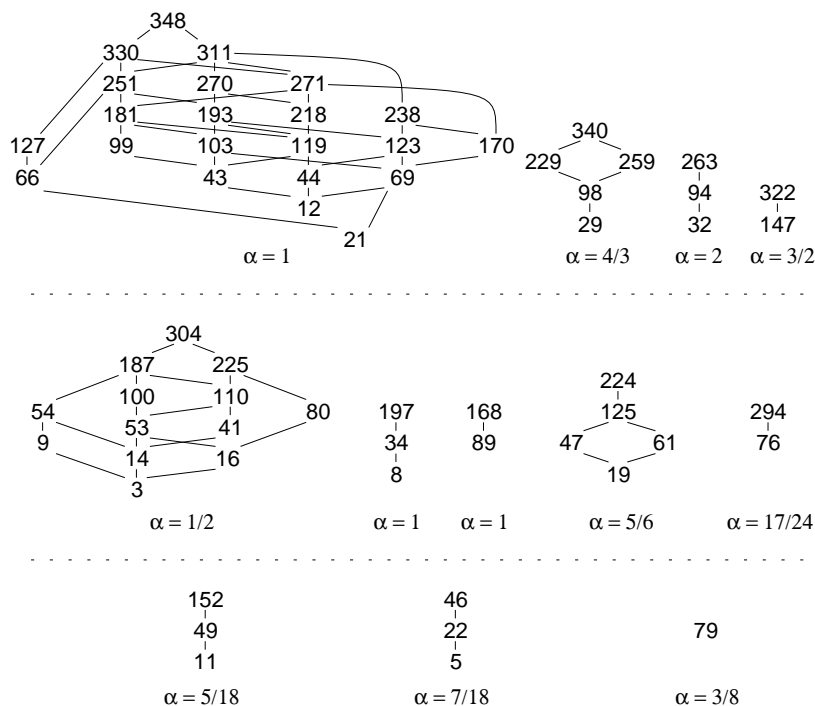 348
330 311
251 270 271
181 193 218 238
127 99 103 119 123 170
66 43 44 69
12
21
α = 1
340
229 259
98
29
α = 4/3
263
94
32
α = 2
322
147
α = 3/2
304
187 225
100 110
54 80
53 41
9
14 16
3
α = 1/2
197
34
8
α = 1
168
89
α = 1
224
125
47 61
19
α = 5/6
294
76
α = 17/24
152
49
11
α = 5/18
46
22
5
α = 7/18
79
α = 3/8